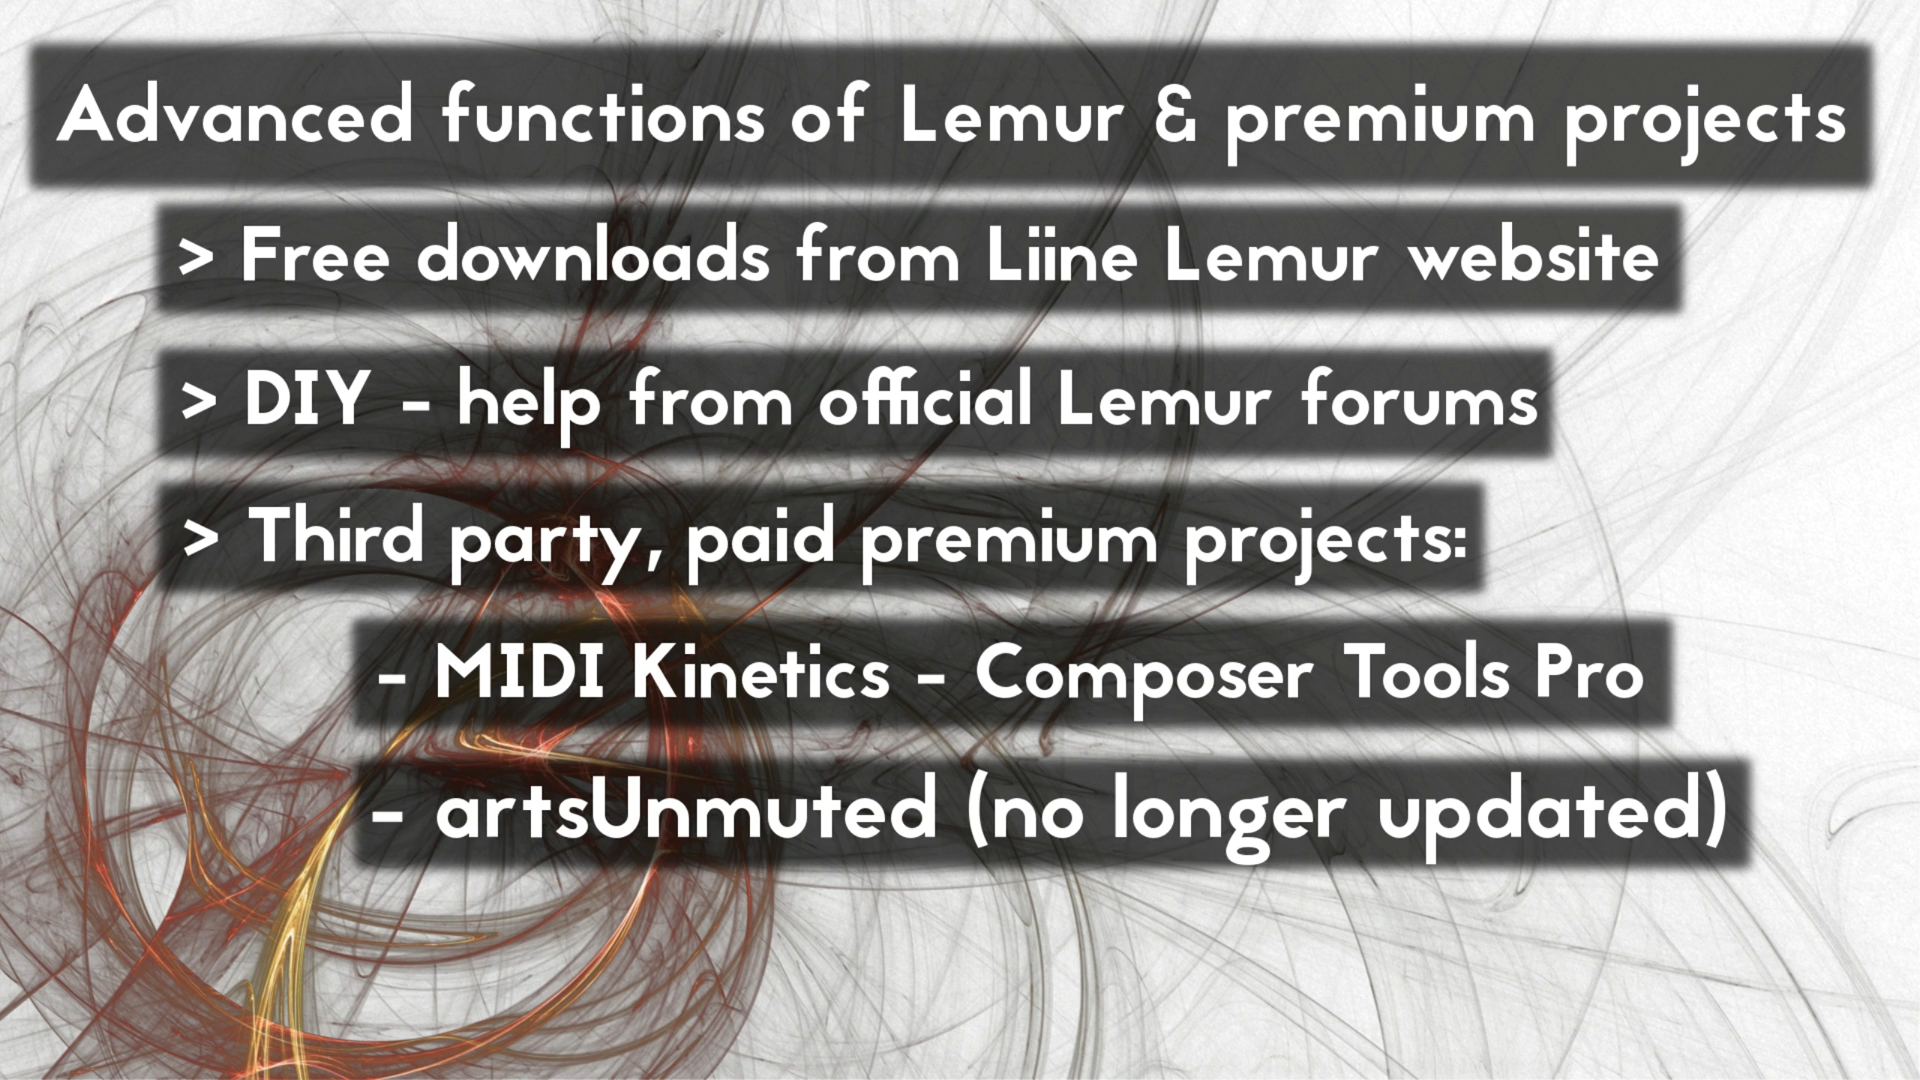 Advanced functions of Lemur & premium projects
> Free downloads from Liine Lemur website
> DIY - help from official Lemur forums
> Third party, paid premium projects:
- MIDI Kinetics - Composer Tools Pro
- artsUnmuted (no longer updated)